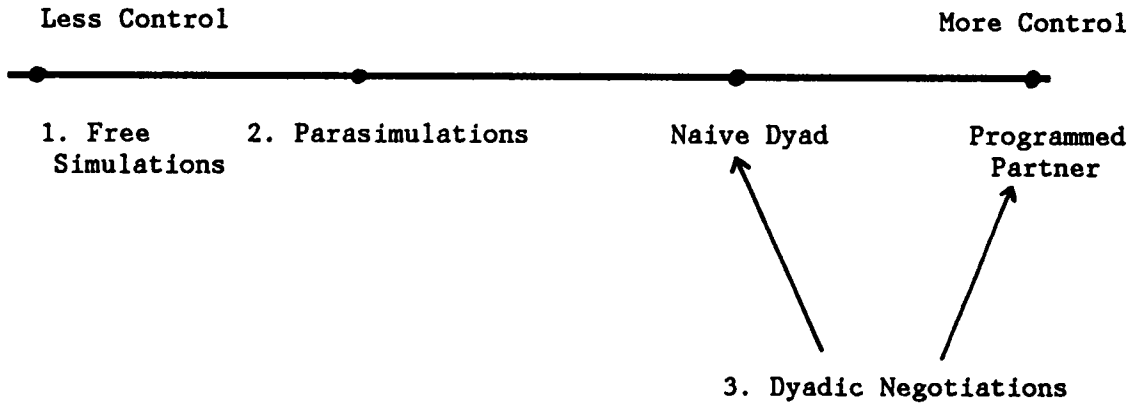 Less Control
More Control
1. Free
Simulations
2. Parasimulations
Naive Dyad
Programmed
Partner
3. Dyadic Negotiations